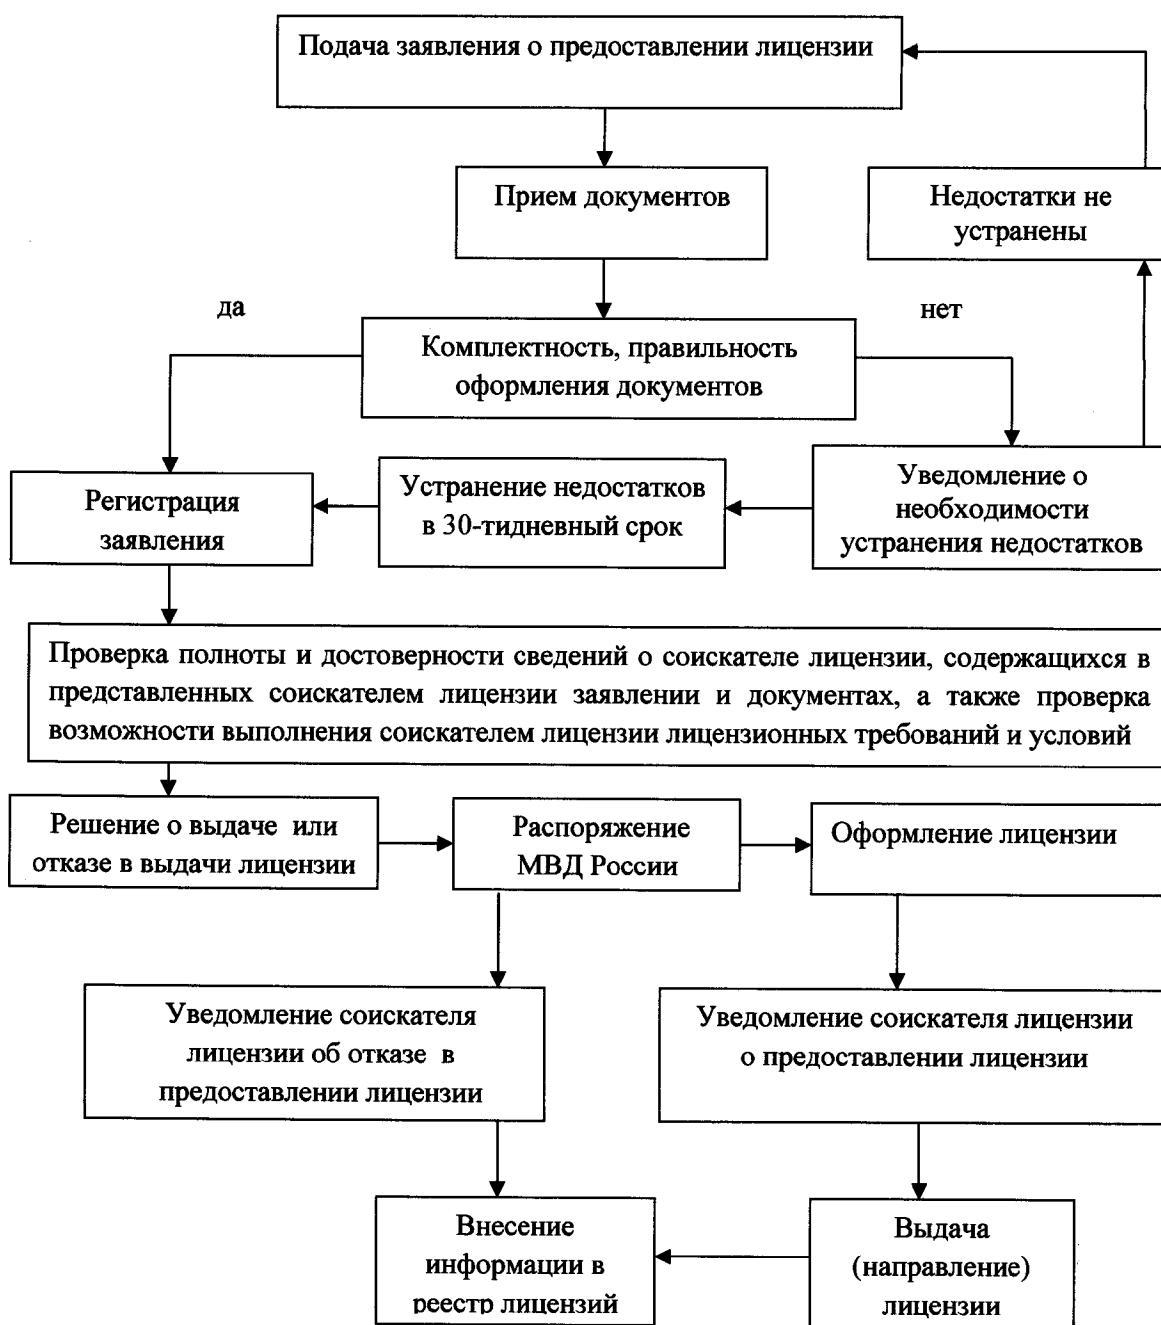 Подача заявления о предоставлении лицензии
Прием документов
Недостатки не
устранены
да
нет
Комплектность, правильность
оформления документов
Регистрация
заявления
Устранение недостатков
в 30-тидневный срок
Уведомление о
необходимости
устранения недостатков
Проверка полноты и достоверности сведений о соискателе лицензии, содержащихся в
представленных соискателем лицензии заявлении и документах, а также проверка
возможности выполнения соискателем лицензии лицензионных требований и условий
Решение о выдаче или
отказе в выдачи лицензии
Распоряжение
МВД России
Оформление лицензии
Уведомление соискателя
лицензии об отказе в
предоставлении лицензии
Уведомление соискателя лицензии
о предоставлении лицензии
Внесение
информации в
реестр лицензий
Выдача
(направление)
лицензии